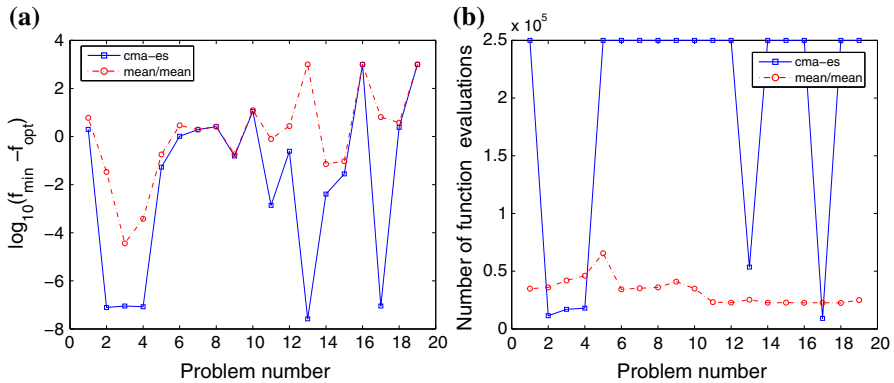 (a)
4
2
0
−2
−4
−6
−8
log10(f_min −f_opt)
cma−es
mean/mean
0 2 4 6 8 10 12 14 16 18 20
Problem number
(b)
x 10^5
2.5
2
1.5
1
0.5
0
Number of function evaluations
cma−es
mean/mean
0 2 4 6 8 10 12 14 16 18 20
Problem number